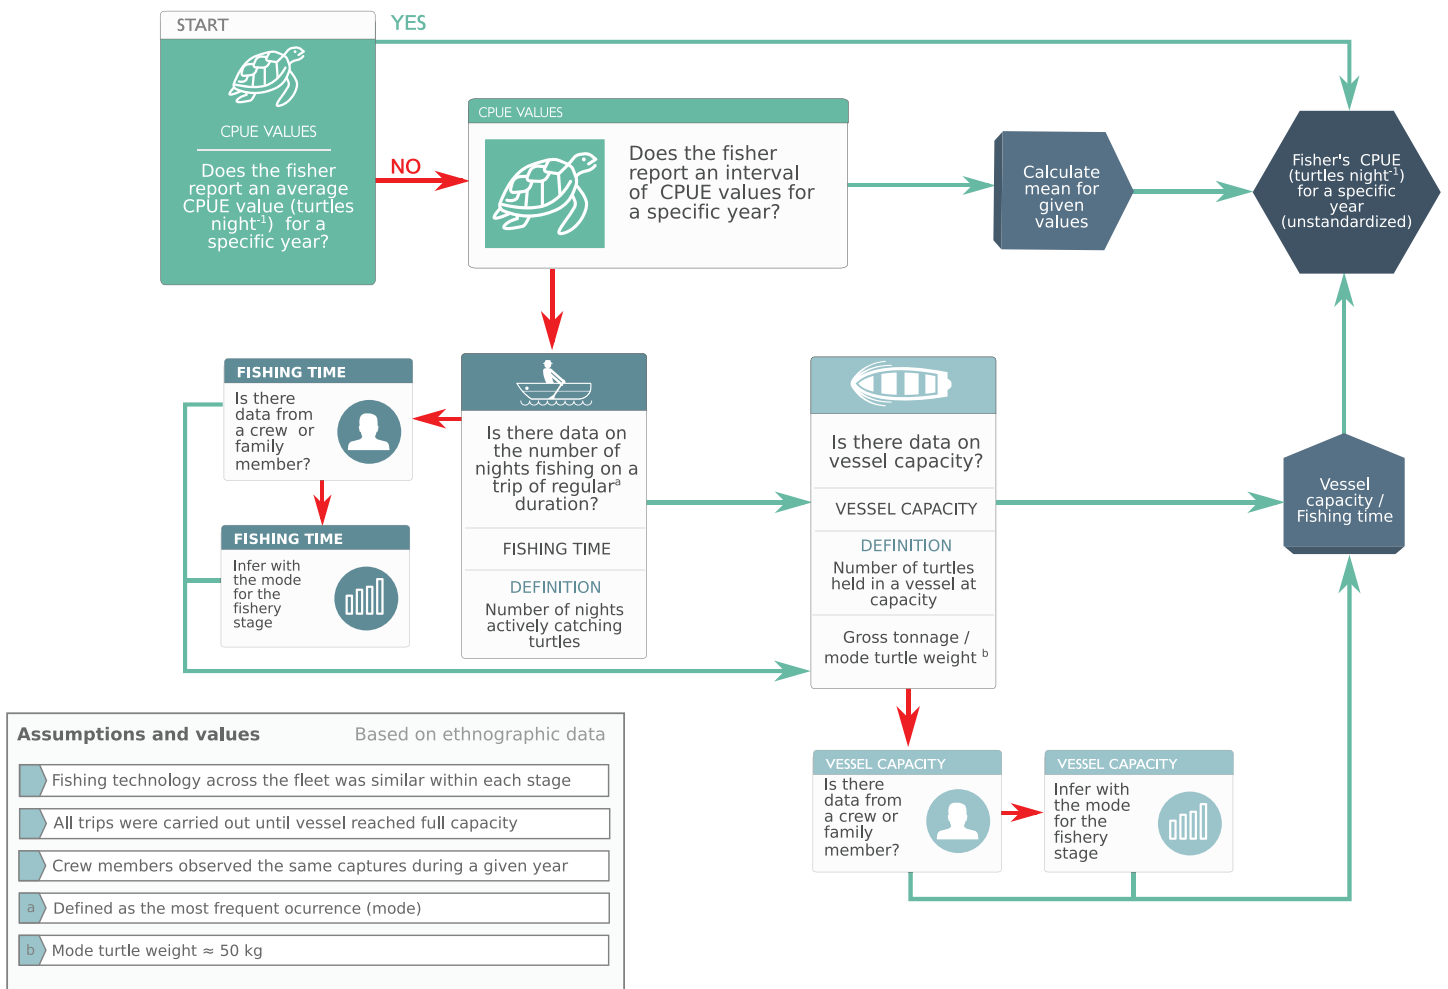 START
YES
CPUE VALUES
Does the fisher
report an average
CPUE value (turtles
night⁻¹) for a
specific year?
NO
CPUE VALUES
Does the fisher
report an interval
of CPUE values for
a specific year?
Calculate
mean for
given
values
Fisher's CPUE
(turtles night⁻¹)
for a specific
year
(unstandardized)
FISHING TIME
Is there
data from
a crew or
family
member?
FISHING TIME
Infer with
the mode
for the
fishery
stage
Is there data on
the number of
nights fishing on a
trip of regularᵃ
duration?
FISHING TIME
DEFINITION
Number of nights
actively catching
turtles
Is there data on
vessel capacity?
VESSEL CAPACITY
DEFINITION
Number of turtles
held in a vessel at
capacity
Gross tonnage /
mode turtle weight ᵇ
Vessel
capacity /
Fishing time
VESSEL CAPACITY
Is there
data from
a crew or
family
member?
VESSEL CAPACITY
Infer with
the mode
for the
fishery
stage
Assumptions and values Based on ethnographic data
Fishing technology across the fleet was similar within each stage
All trips were carried out until vessel reached full capacity
Crew members observed the same captures during a given year
a Defined as the most frequent ocurrence (mode)
b Mode turtle weight ≈ 50 kg